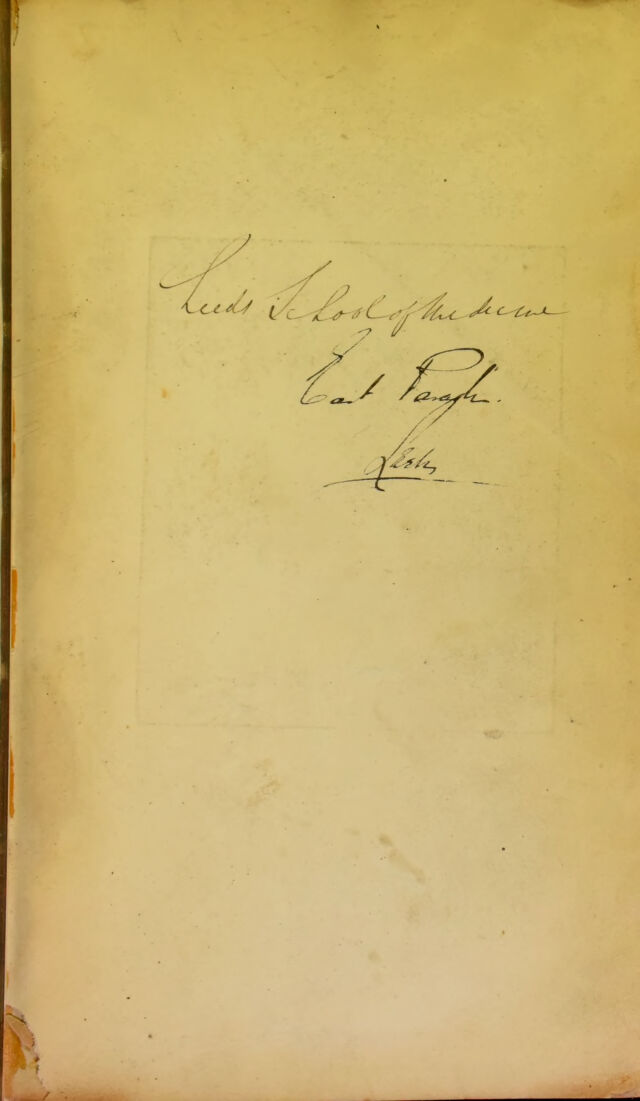 Leeds School of Medicine
East Parade.
Leeds